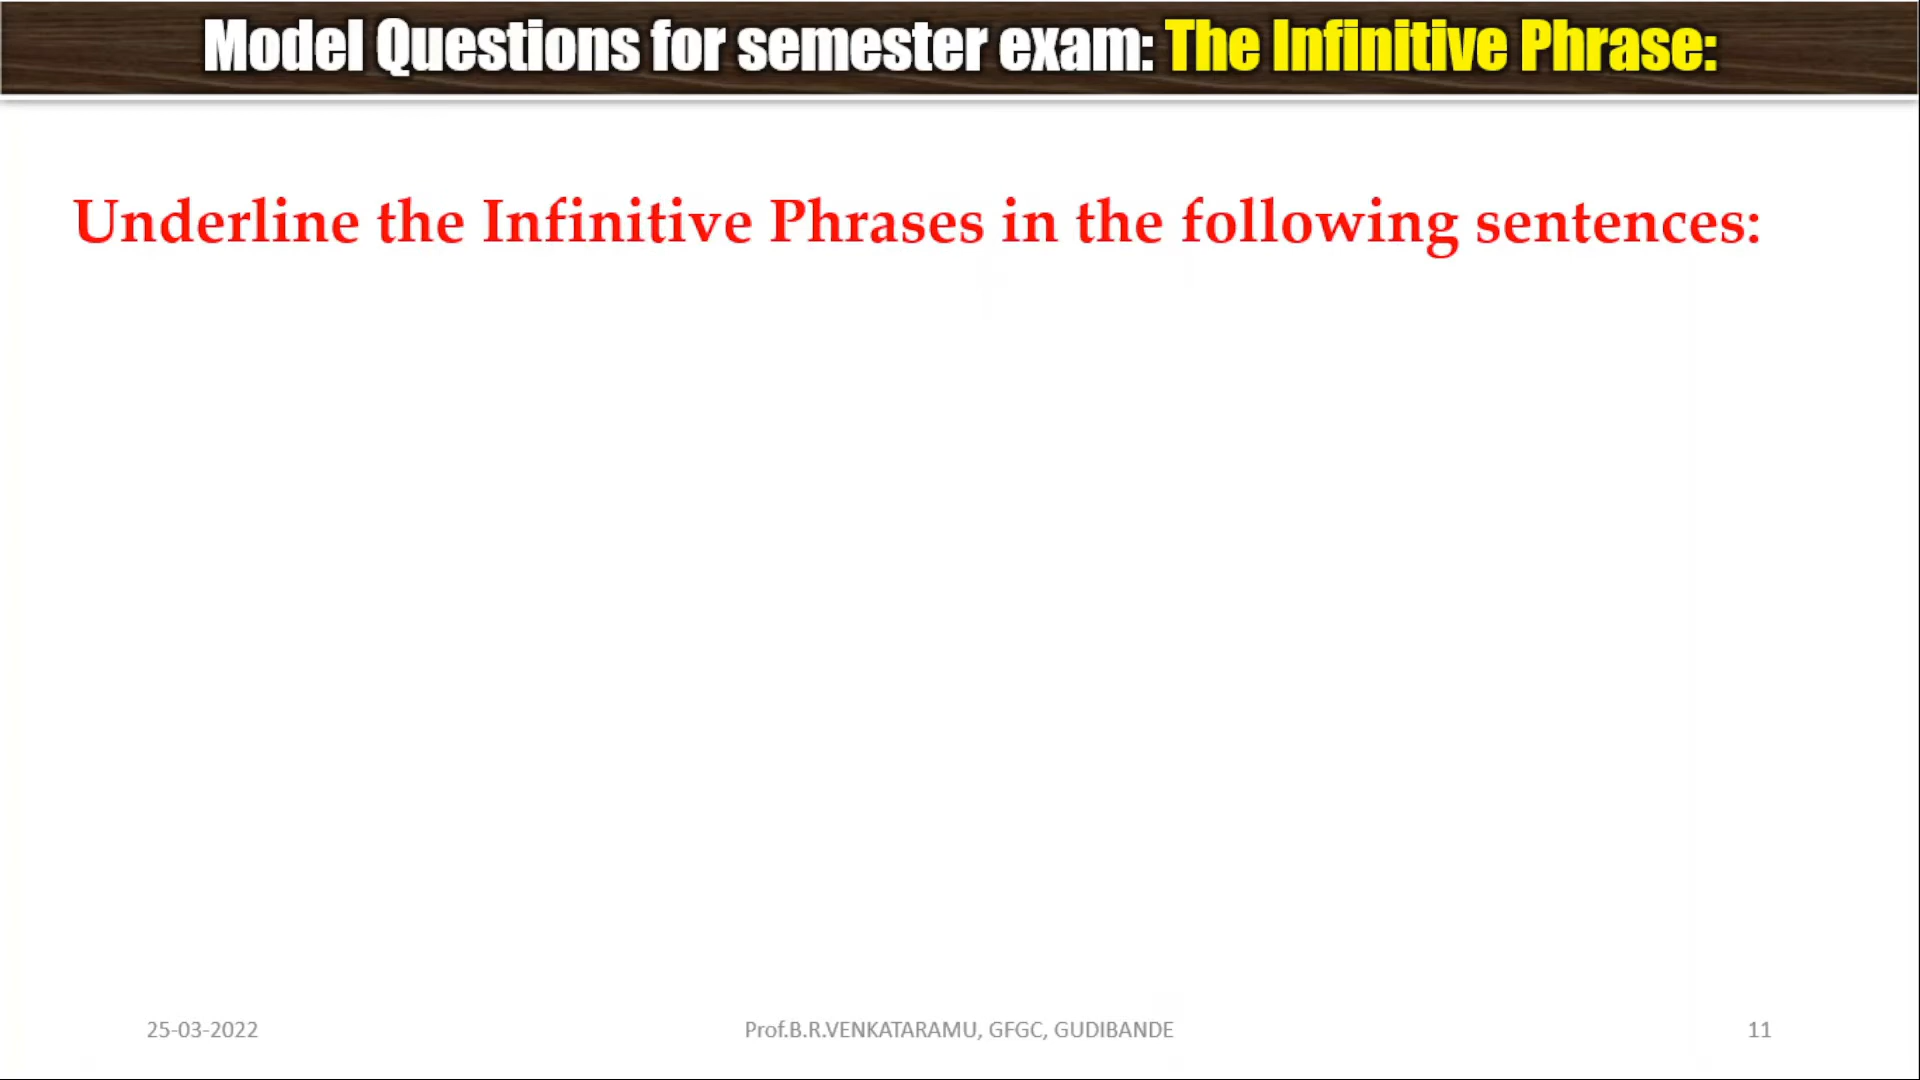 Model Questions for semester exam: The Infinitive Phrase:
Underline the Infinitive Phrases in the following sentences:
25-03-2022
Prof.B.R.VENKATARAMU, GFGC, GUDIBANDE
11